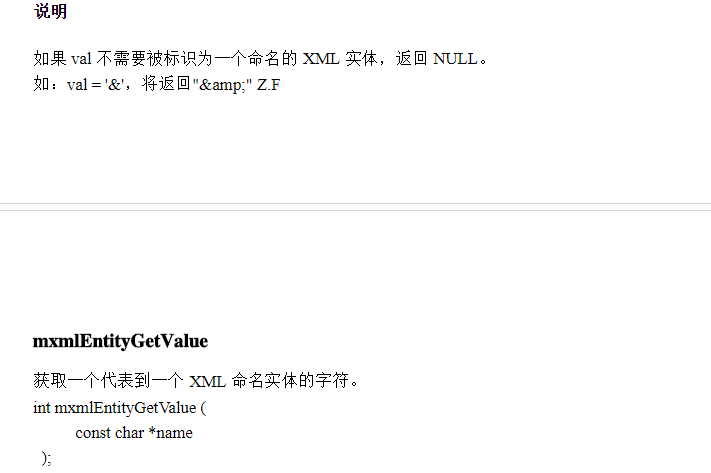 说明
如果 val 不需要被标识为一个命名的 XML 实体，返回 NULL。
如：val = '&'，将返回"&amp;" Z.F
mxmlEntityGetValue
获取一个代表到一个 XML 命名实体的字符。
int mxmlEntityGetValue (
const char *name
);